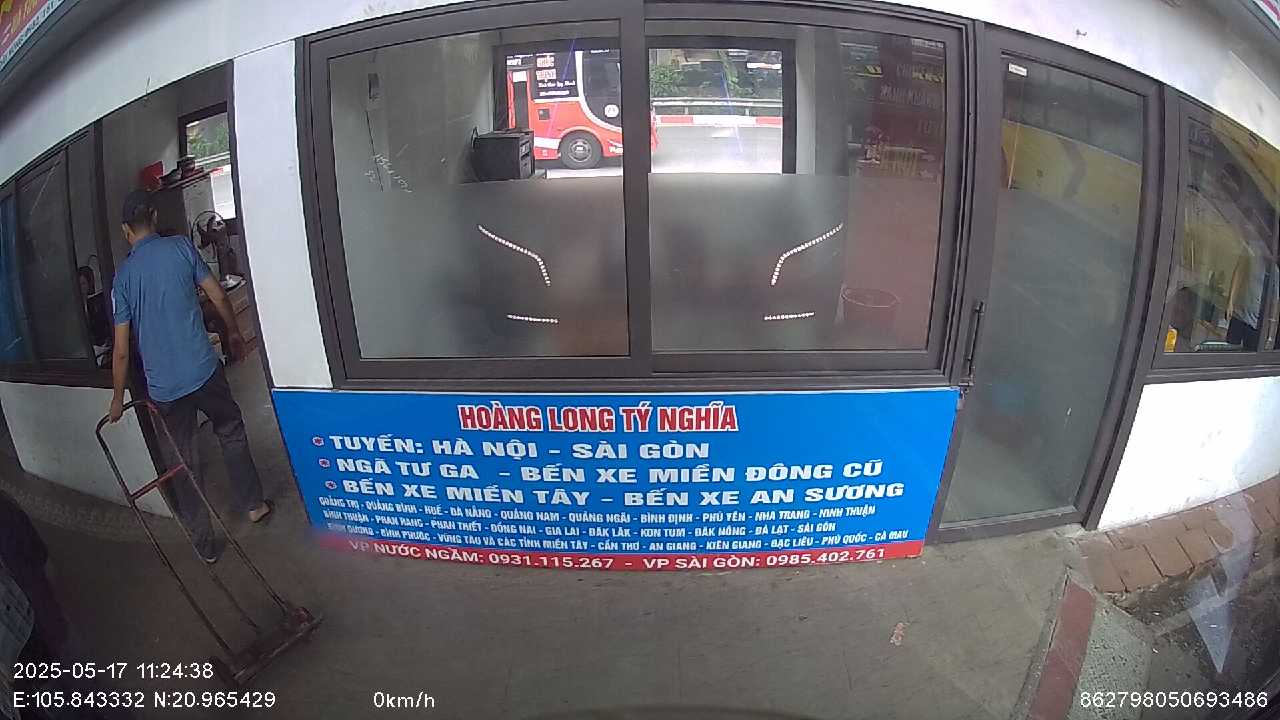 HOÀNG LONG TÝ NGHĨA
TUYẾN: HÀ NỘI - SÀI GÒN
NGÃ TƯ GA - BẾN XE MIỀN ĐÔNG CŨ
BẾN XE MIỀN TÂY - BẾN XE AN SƯƠNG
QUẢNG TRỊ - QUẢNG BÌNH - HUẾ - ĐÀ NẴNG - QUẢNG NAM - QUẢNG NGÃI - BÌNH ĐỊNH - PHÚ YÊN - NHA TRANG - NINH THUẬN
BÌNH THUẬN - PHAN RANG - PHAN THIẾT - ĐỒNG NAI - GIA LAI - ĐĂK LĂK - KON TUM - ĐĂK NÔNG - ĐÀ LẠT - SÀI GÒN
BÌNH DƯƠNG - BÌNH PHƯỚC - VŨNG TÀU VÀ CÁC TỈNH MIỀN TÂY - CẦN THƠ - AN GIANG - KIÊN GIANG - BẠC LIÊU - PHÚ QUỐC - CÀ MAU
VP NƯỚC NGẦM: 0931.115.267 - VP SÀI GÒN: 0985.402.761
2025-05-17 11:24:38
E:105.843332 N:20.965429
0km/h
862798050693486